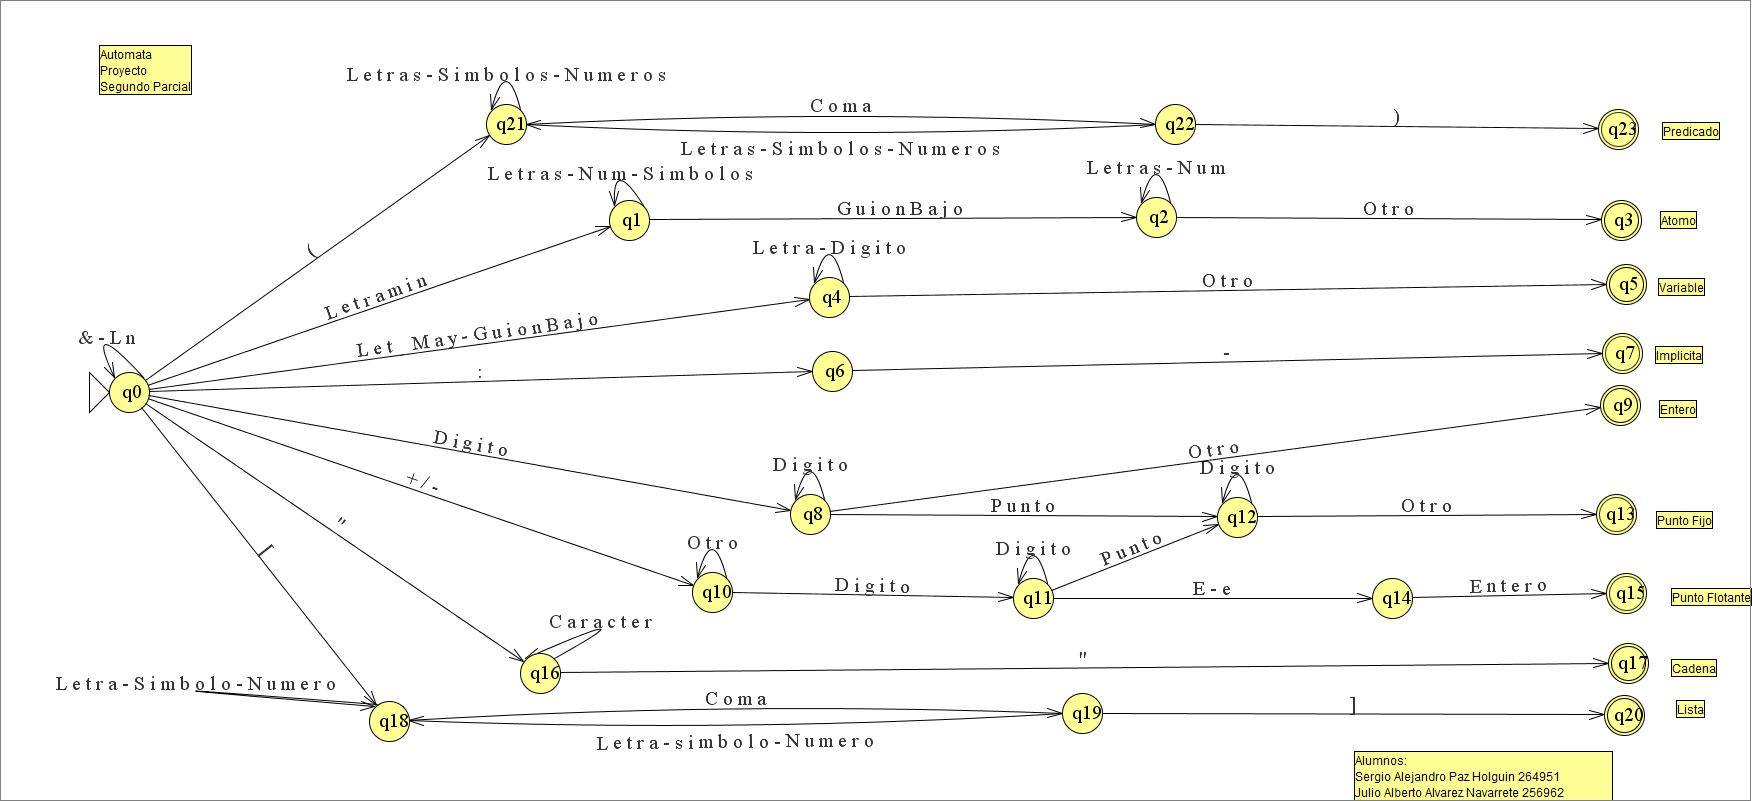 Automata
Proyecto
Segundo Parcial
Letras-Simbolos-Numeros
q21
Coma
Letras-Simbolos-Numeros
q22
)
q23
Predicado
(
Letramin
Letras-Num-Simbolos
q1
GuionBajo
Letras-Num
q2
Otro
q3
Atomo
Let_May-GuionBajo
Letra-Digito
q4
Otro
q5
Variable
&-Ln
q0
:
q6
-
q7
Implicita
Digito
Digito
q8
Otro
q9
Entero
Punto
Digito
q12
Otro
q13
Punto Fijo
+/-
Otro
q10
Digito
Digito
q11
Punto
E-e
q14
Entero
q15
Punto Flotante
"
Caracter
q16
"
q17
Cadena
[
Letra-Simbolo-Numero
q18
Coma
Letra-simbolo-Numero
q19
]
q20
Lista
Alumnos:
Sergio Alejandro Paz Holguin 264951
Julio Alberto Alvarez Navarrete 256962